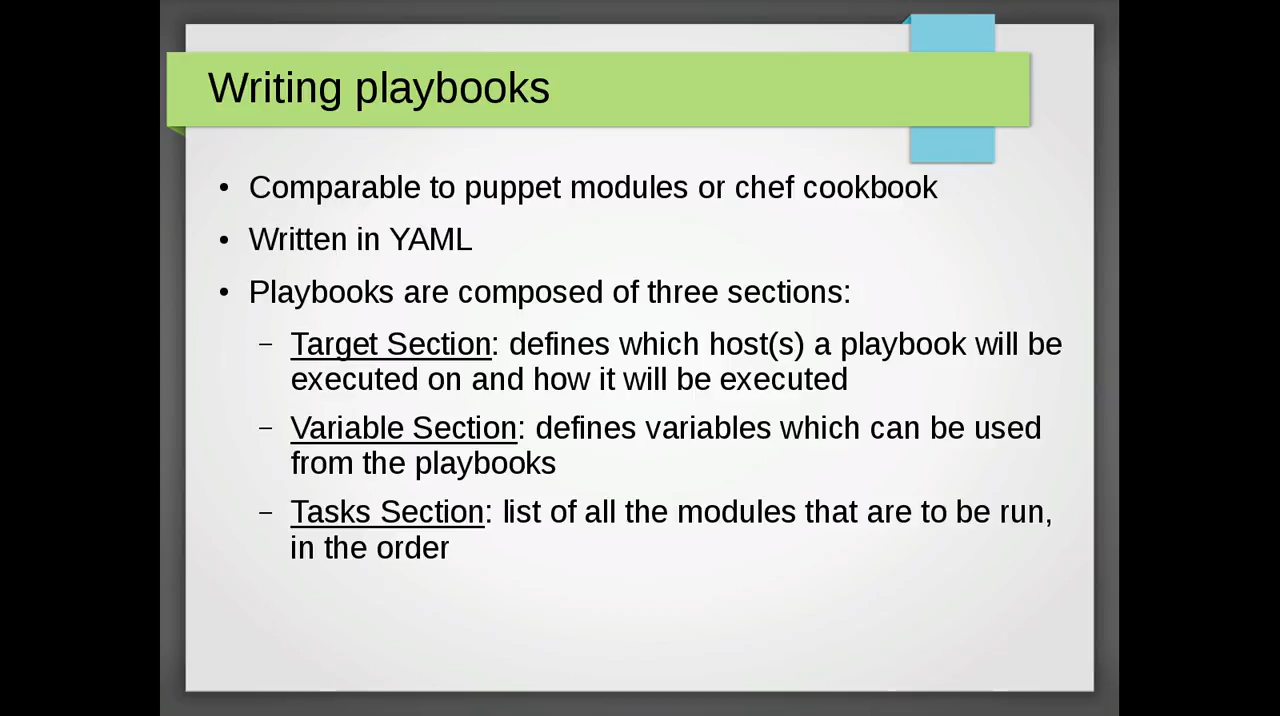 Writing playbooks
• Comparable to puppet modules or chef cookbook
• Written in YAML
• Playbooks are composed of three sections:
– Target Section: defines which host(s) a playbook will be
executed on and how it will be executed
– Variable Section: defines variables which can be used
from the playbooks
– Tasks Section: list of all the modules that are to be run,
in the order